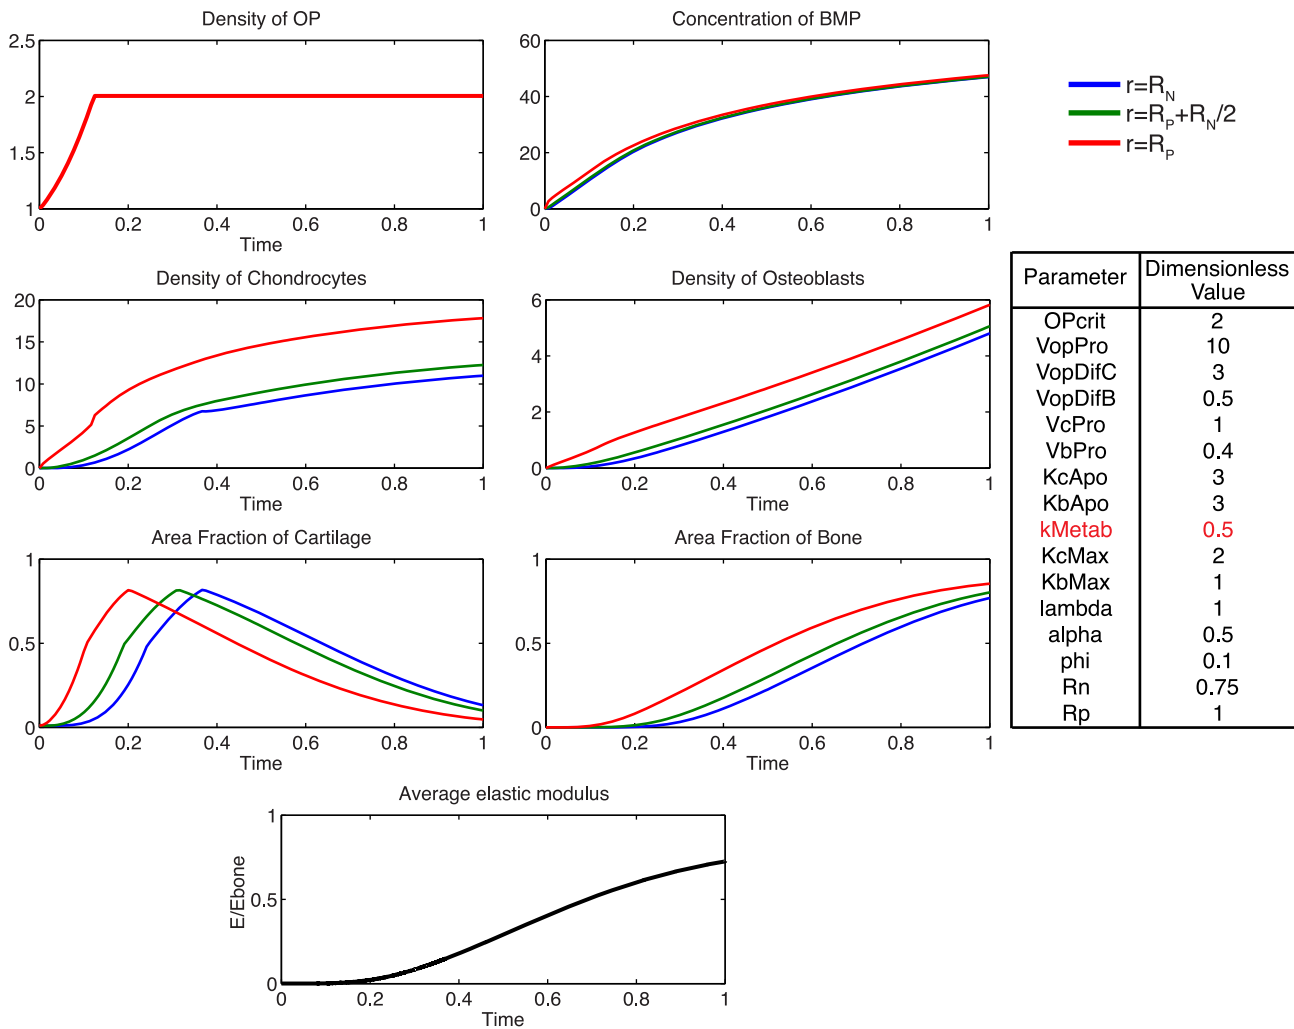 Density of OP
2.5
2
1.5
1
0 0.2 0.4 0.6 0.8 1
Time
Concentration of BMP
60
40
20
0
0 0.2 0.4 0.6 0.8 1
r=R_N
r=R_P+R_N/2
r=R_P
Density of Chondrocytes
20
15
10
5
0
0 0.2 0.4 0.6 0.8 1
Time
Density of Osteoblasts
6
4
2
0
0 0.2 0.4 0.6 0.8 1
Area Fraction of Cartilage
1
0.5
0
0 0.2 0.4 0.6 0.8 1
Time
Area Fraction of Bone
1
0.5
0
0 0.2 0.4 0.6 0.8 1
Time
Average elastic modulus
E/Ebone
1
0.5
0
0 0.2 0.4 0.6 0.8 1
Time
Parameter Dimensionless
Value
OPcrit 2
VopPro 10
VopDifC 3
VopDifB 0.5
VcPro 1
VbPro 0.4
KcApo 3
KbApo 3
kMetab 0.5
KcMax 2
KbMax 1
lambda 1
alpha 0.5
phi 0.1
Rn 0.75
Rp 1